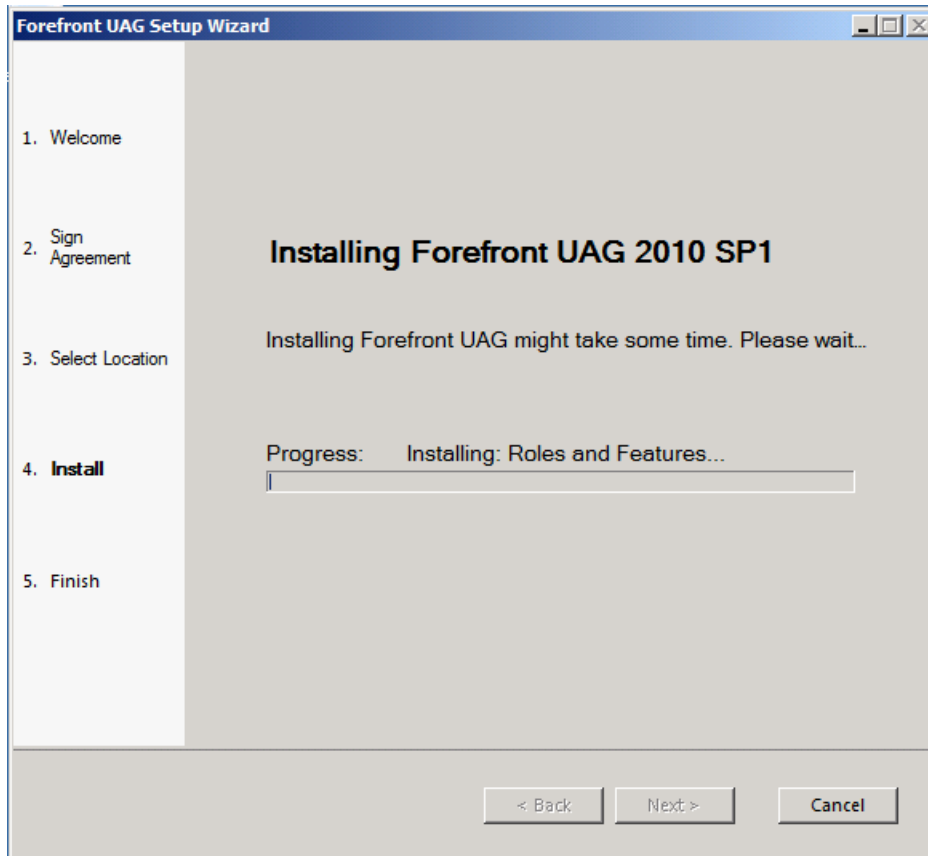 Forefront UAG Setup Wizard
1. Welcome
2. Sign
Agreement
3. Select Location
4. Install
5. Finish
Installing Forefront UAG 2010 SP1
Installing Forefront UAG might take some time. Please wait...
Progress: Installing: Roles and Features...
< Back Next > Cancel